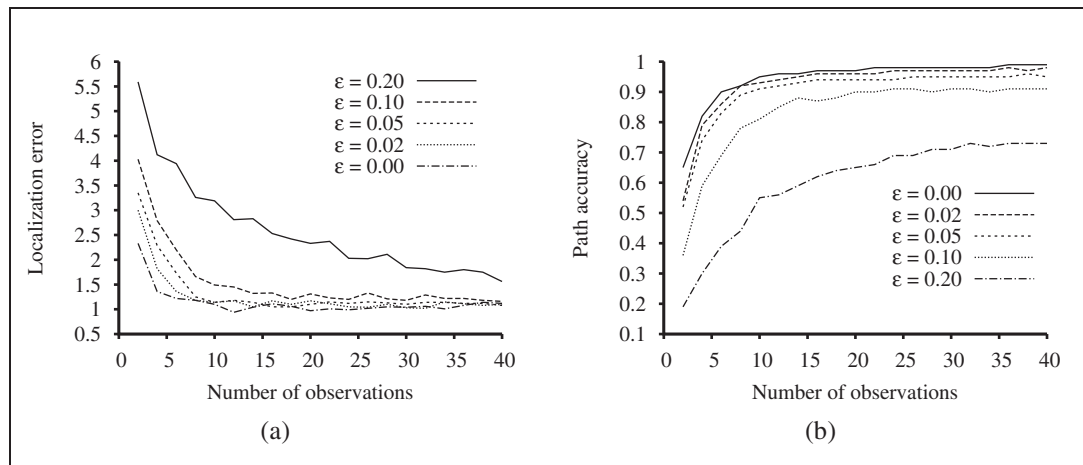 6
5.5
5
4.5
4
3.5
3
2.5
2
1.5
1
0.5
Localization error
ε = 0.20
ε = 0.10
ε = 0.05
ε = 0.02
ε = 0.00
0 5 10 15 20 25 30 35 40
Number of observations
(a)
1
0.9
0.8
0.7
0.6
0.5
0.4
0.3
0.2
0.1
Path accuracy
ε = 0.00
ε = 0.02
ε = 0.05
ε = 0.10
ε = 0.20
0 5 10 15 20 25 30 35 40
Number of observations
(b)